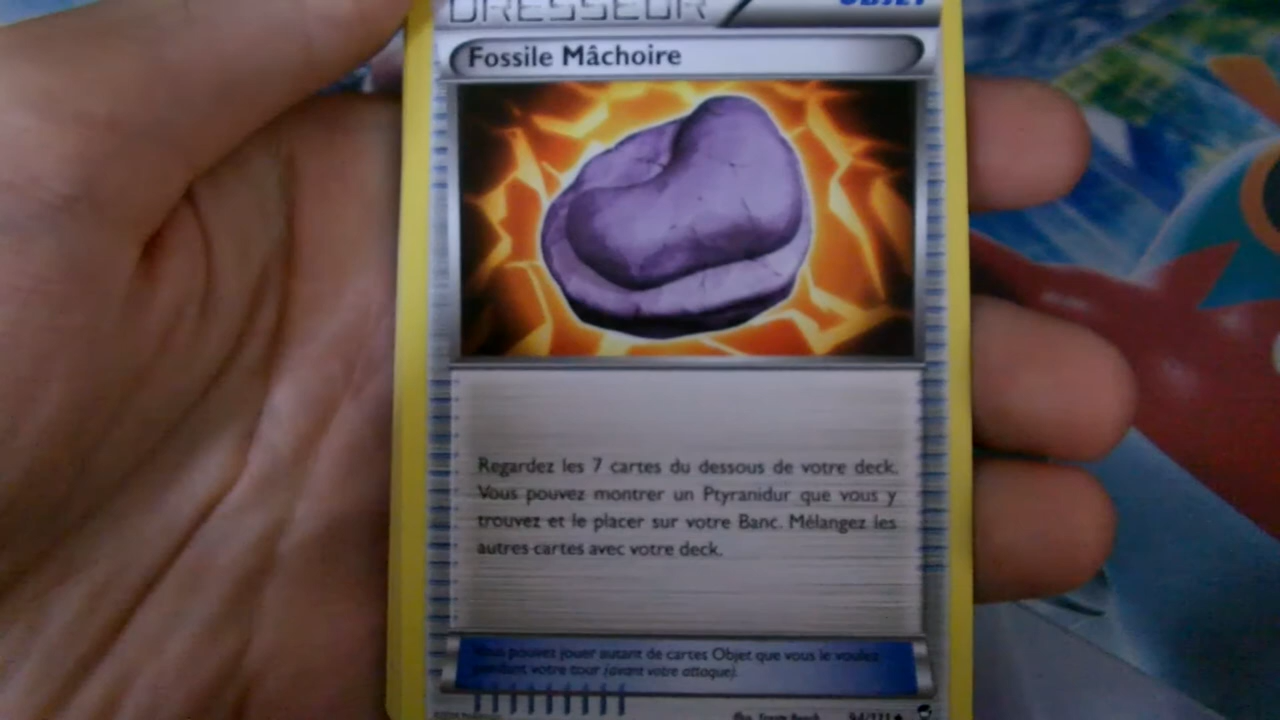 DRESSEUR OBJET
Fossile Mâchoire
Regardez les 7 cartes du dessous de votre deck.
Vous pouvez montrer un Ptyranidur que vous y
trouvez et le placer sur votre Banc. Mélangez les
autres cartes avec votre deck.
Vous pouvez jouer autant de cartes Objet que vous le voulez
pendant votre tour (avant votre attaque).
94/111